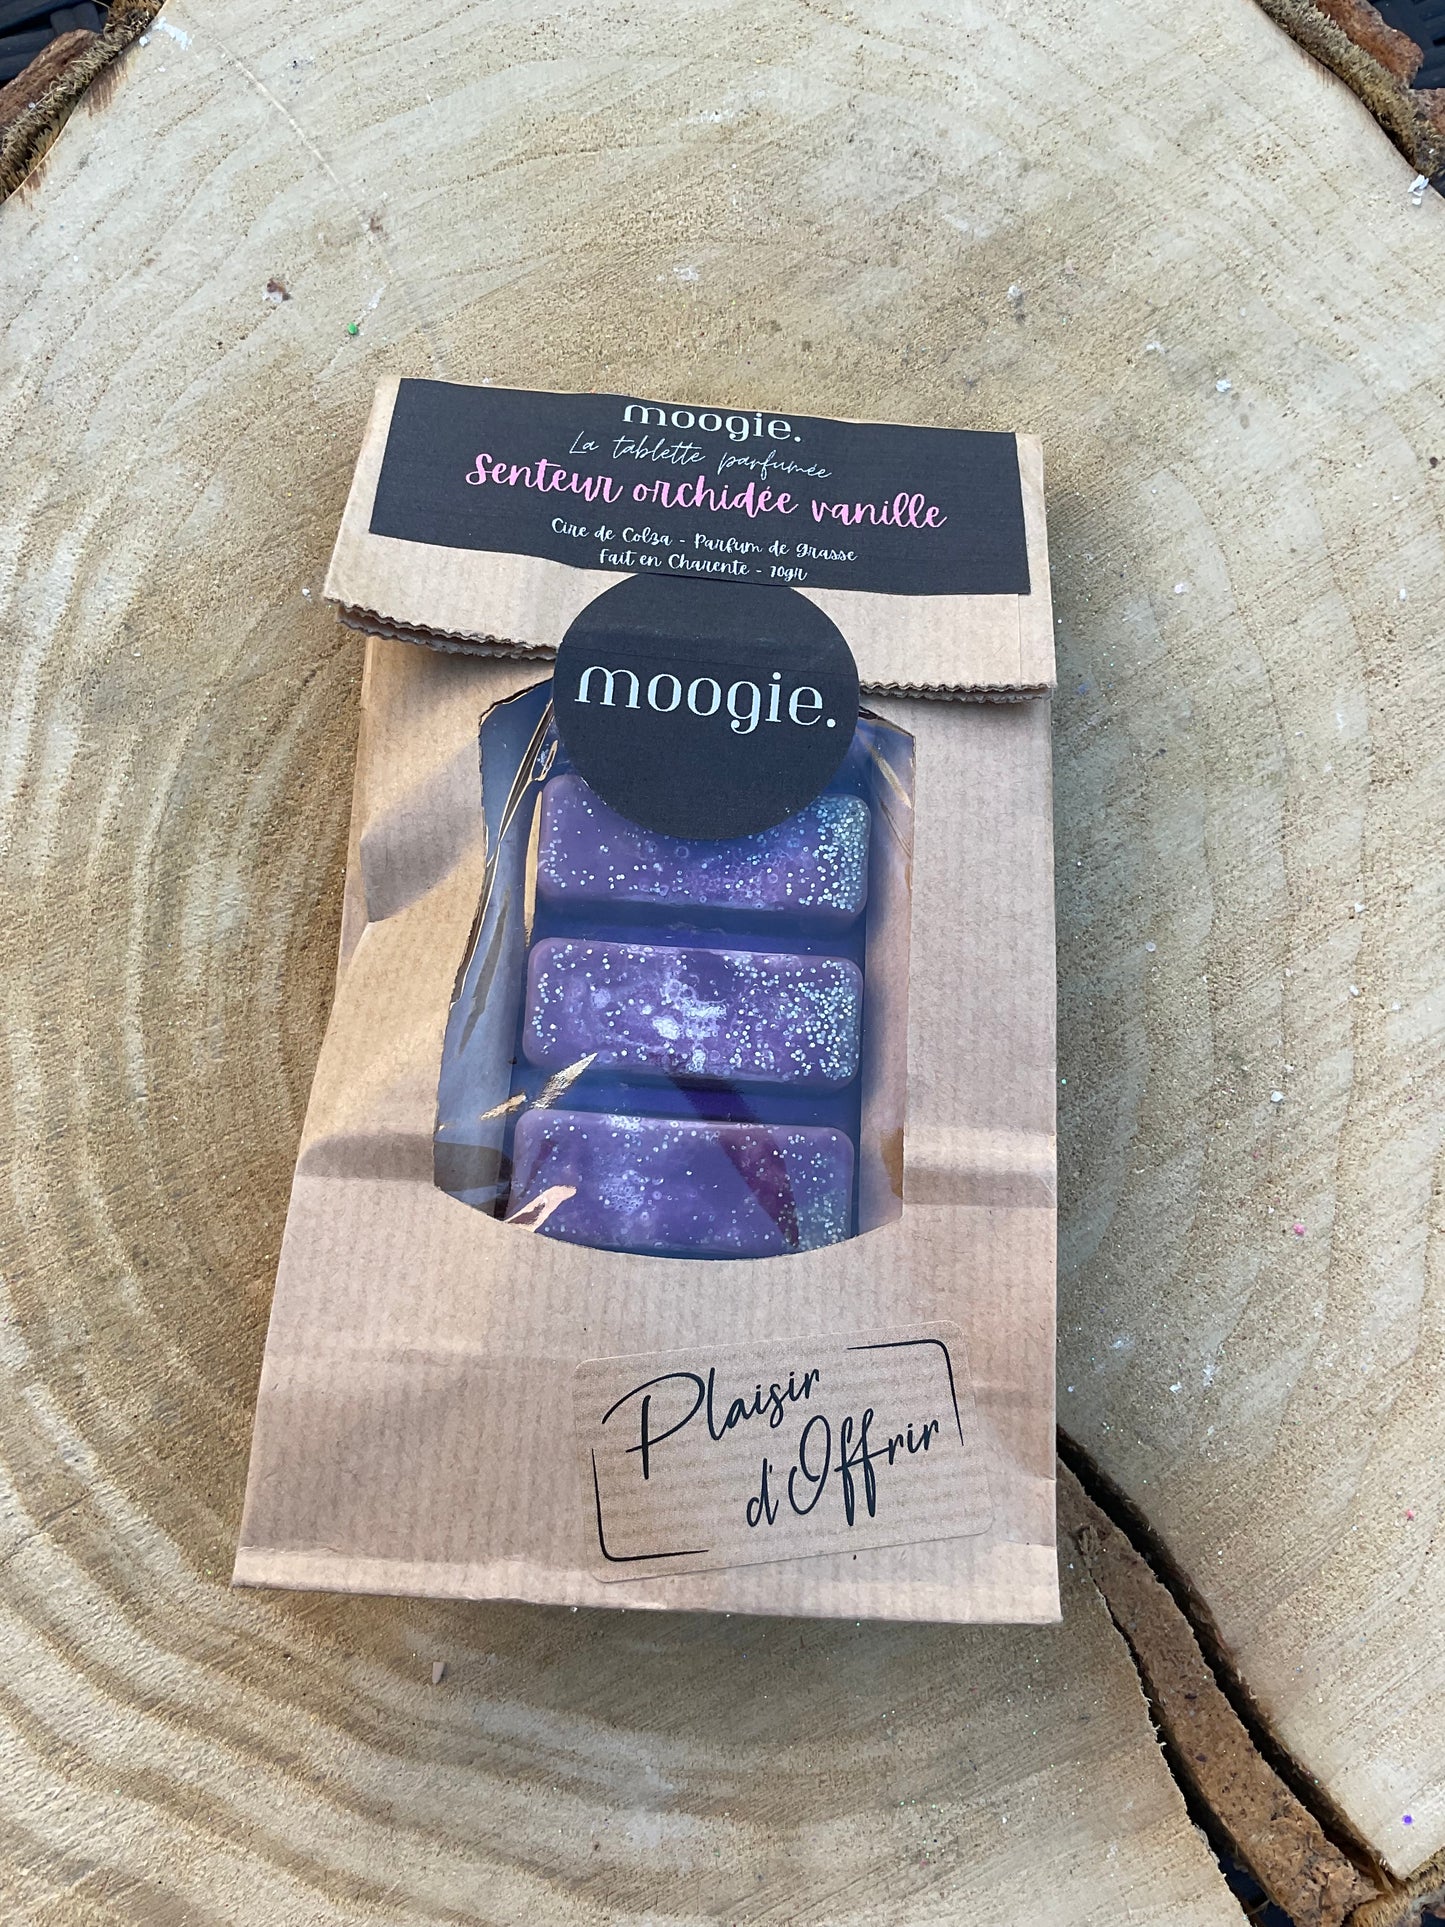 moogie.
La tablette parfumée
Senteur orchidée vanille
Cire de Colza - Parfum de Grasse
Fait en Charente - 70gr
moogie.
Plaisir
d'Offrir